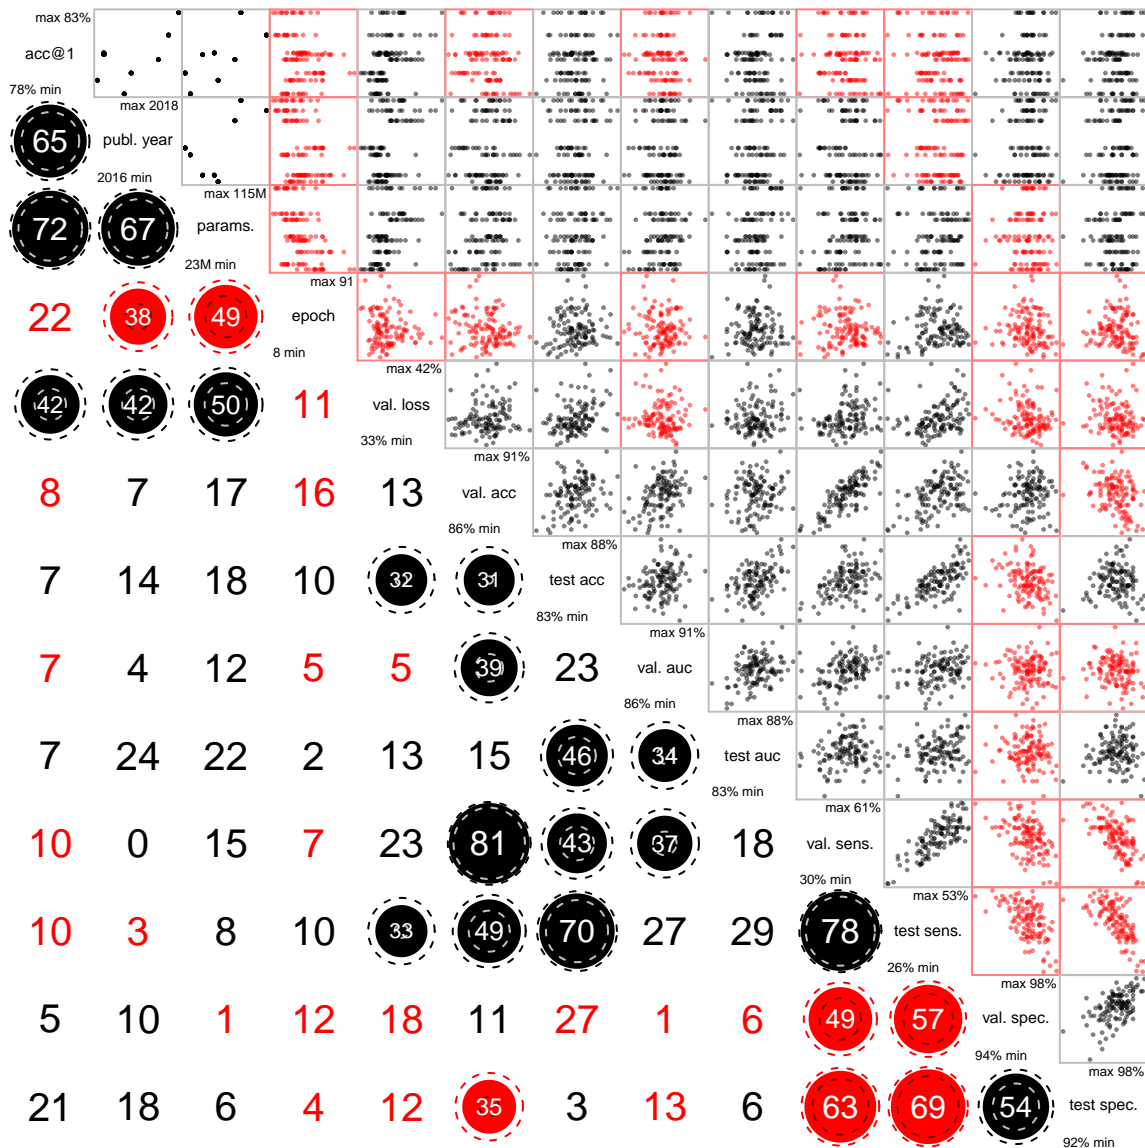 max 83%
acc@1
78% min
max 2018
65 publ. year
2016 min
max 115M
72 67 params.
23M min
max 91
22 38 49 epoch
8 min
max 42%
42 42 50 11 val. loss
33% min
max 91%
8 7 17 16 13 val. acc
86% min
max 88%
7 14 18 10 32 31 test acc
83% min
max 91%
7 4 12 5 5 39 23 val. auc
86% min
max 88%
7 24 22 2 13 15 46 34 test auc
83% min
max 61%
10 0 15 7 23 81 43 37 18 val. sens.
30% min
max 53%
10 3 8 10 33 49 70 27 29 78 test sens.
26% min
max 98%
5 10 1 12 18 11 27 1 6 49 57 val. spec.
94% min
max 98%
21 18 6 4 12 35 3 13 6 63 69 54 test spec.
92% min